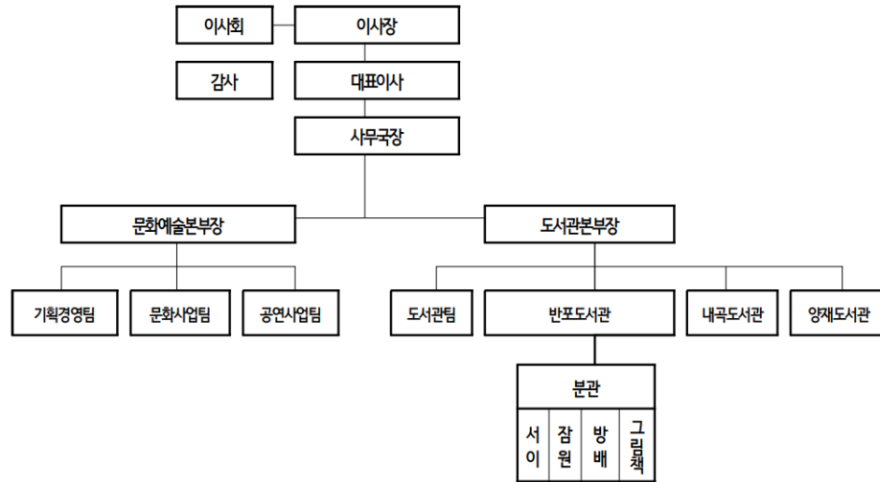 이사회
이사장
감사
대표이사
사무국장
문화예술본부장
도서관본부장
기획경영팀
문화사업팀
공연사업팀
도서관팀
반포도서관
내곡도서관
양재도서관
분관
서이
잠원
방배
그림책